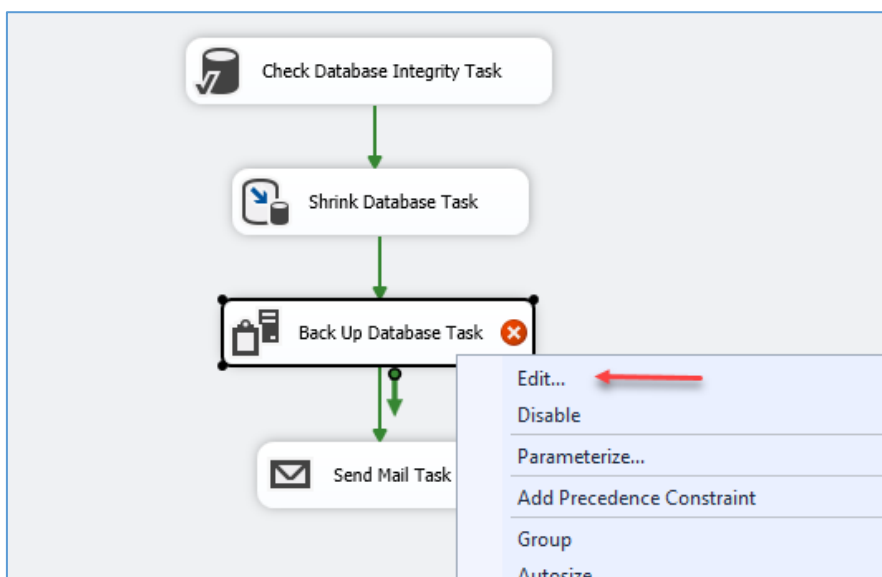 Check Database Integrity Task
Shrink Database Task
Back Up Database Task
Edit...
Disable
Parameterize...
Send Mail Task
Add Precedence Constraint
Group
Autosize